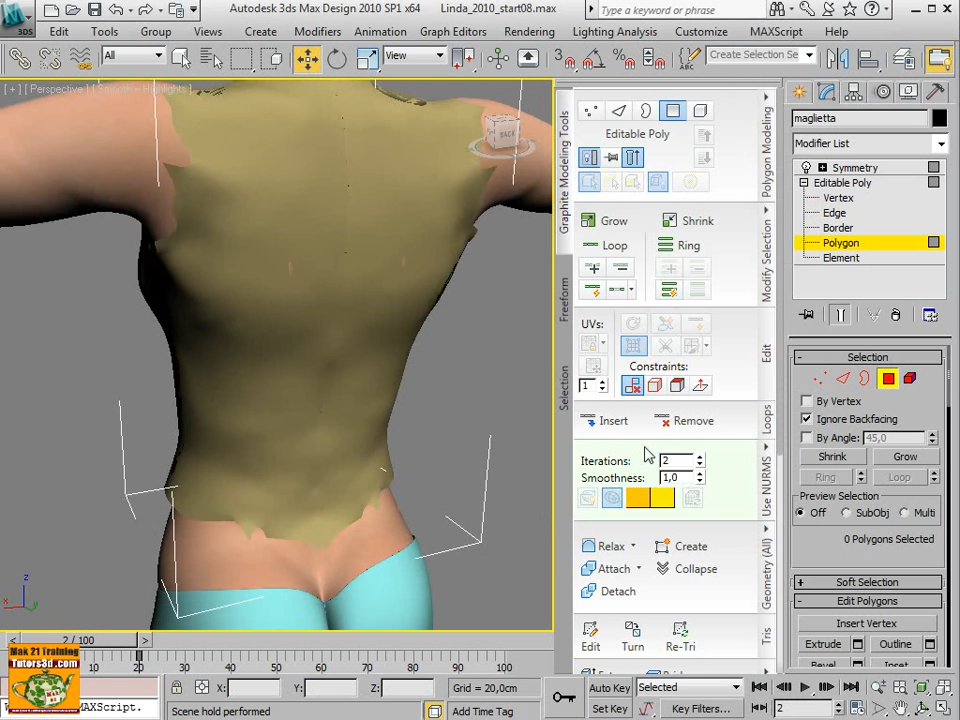 Autodesk 3ds Max Design 2010 SP1 x64 Linda_2010_start08.max
Type a keyword or phrase
3DS
Edit Tools Group Views Create Modifiers Animation Graph Editors Rendering Lighting Analysis Customize MAXScript Help
All View Create Selection Se
[ + ] [ Perspective ] [ Smooth + Highlights ]
BACK
Graphite Modeling Tools
Freeform
Selection
Polygon Modeling
Editable Poly
Modify Selection
Grow Shrink
Loop Ring
Edit
UVs:
Constraints:
1
Loops
Insert Remove
Use NURMS
Iterations: 2
Smoothness: 1,0
Geometry (All)
Relax Create
Attach Collapse
Detach
Tris
Edit Turn Re-Tri
maglietta
Modifier List
Symmetry
Editable Poly
Vertex
Edge
Border
Polygon
Element
Selection
By Vertex
Ignore Backfacing
By Angle: 45,0
Shrink Grow
Ring Loop
Preview Selection
Off SubObj Multi
0 Polygons Selected
Soft Selection
Edit Polygons
Insert Vertex
Extrude Outline
Bevel Inset
z
x y
2 / 100
10 20 30 40 50 60 70 80 90 100
Mak 21 Training
Tutors3d.com
X: Y: Z: Grid = 20,0cm
MAXScript.
Scene hold performed
Add Time Tag
Auto Key Selected
Set Key Key Filters...
2